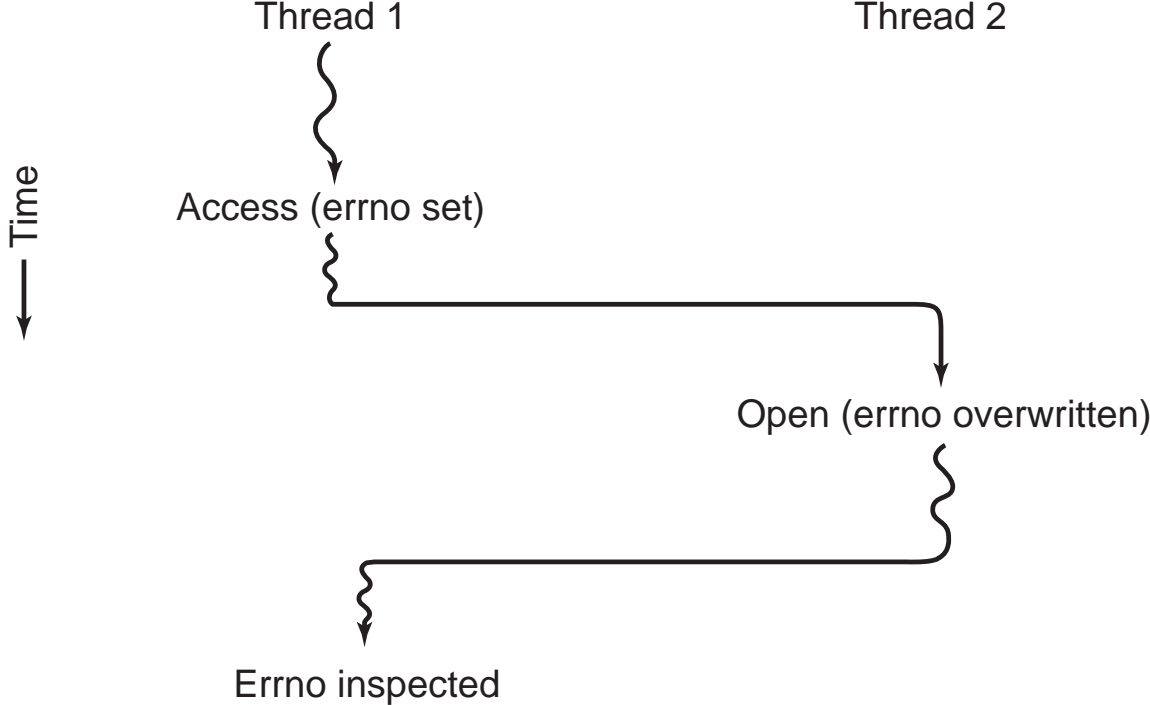 Thread 1
Thread 2
Time
Access (errno set)
Open (errno overwritten)
Errno inspected